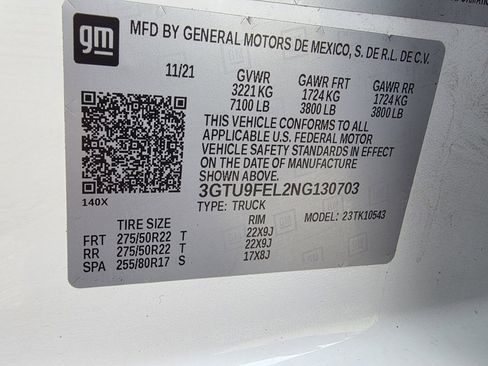 gm
MFD BY GENERAL MOTORS DE MEXICO, S. DE R.L. DE C.V.
11/21 GVWR GAWR FRT GAWR RR
3221 KG 1724 KG 1724 KG
7100 LB 3800 LB 3800 LB
THIS VEHICLE CONFORMS TO ALL
APPLICABLE U.S. FEDERAL MOTOR
VEHICLE SAFETY STANDARDS IN EFFECT
ON THE DATE OF MANUFACTURE
SHOWN ABOVE.
3GTU9FEL2NG130703
140X TYPE: TRUCK MODEL: 23TK10543
TIRE SIZE RIM
FRT 275/50R22 T 22X9J
RR 275/50R22 T 22X9J
SPA 255/80R17 S 17X8J